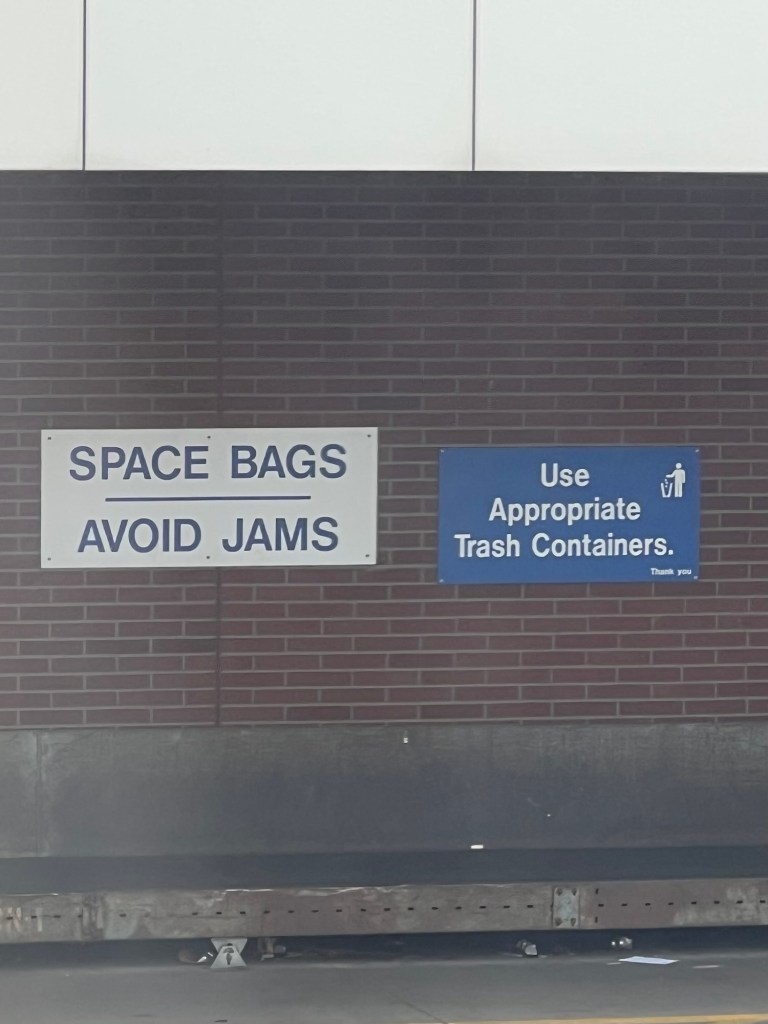 SPACE BAGS
AVOID JAMS
Use
Appropriate
Trash Containers.
Thank you